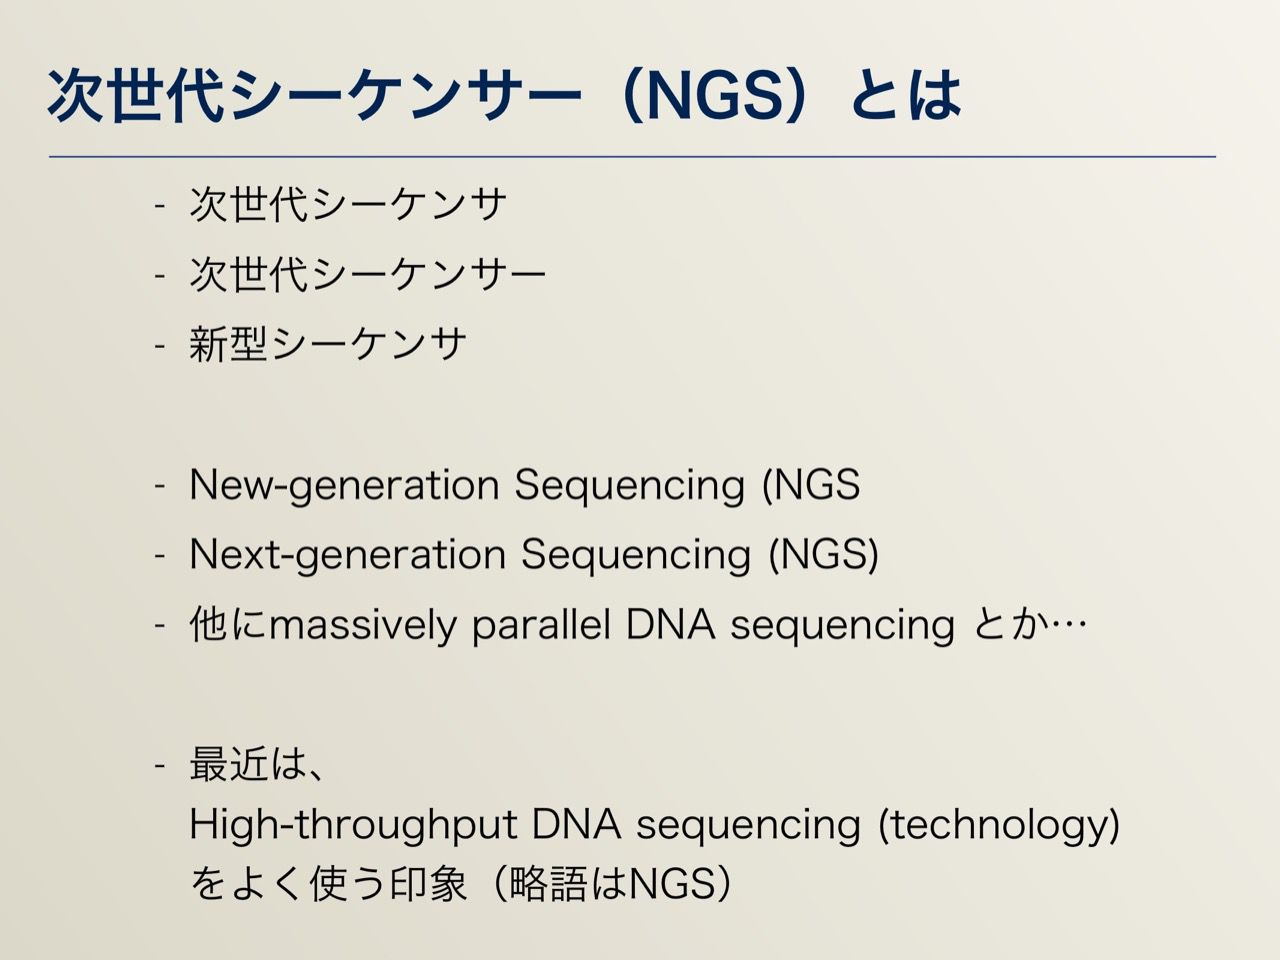 次世代シーケンサー（NGS）とは
- 次世代シーケンサ
- 次世代シーケンサー
- 新型シーケンサ
- New-generation Sequencing (NGS
- Next-generation Sequencing (NGS)
- 他にmassively parallel DNA sequencing とか…
- 最近は、
High-throughput DNA sequencing (technology)
をよく使う印象（略語はNGS）